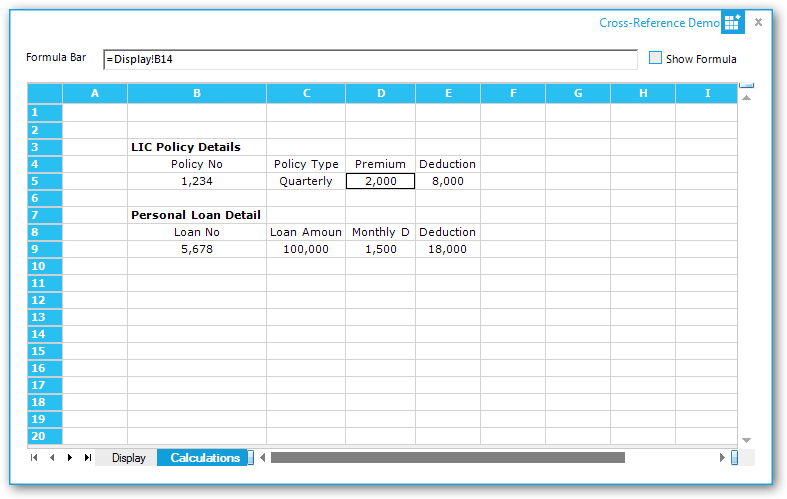 Cross-Reference Demo
Formula Bar =Display!B14 Show Formula
A B C D E F G H I
1
2
3 LIC Policy Details
4 Policy No Policy Type Premium Deduction
5 1,234 Quarterly 2,000 8,000
6
7 Personal Loan Detail
8 Loan No Loan Amoun Monthly D Deduction
9 5,678 100,000 1,500 18,000
10
11
12
13
14
15
16
17
18
19
20
Display Calculations